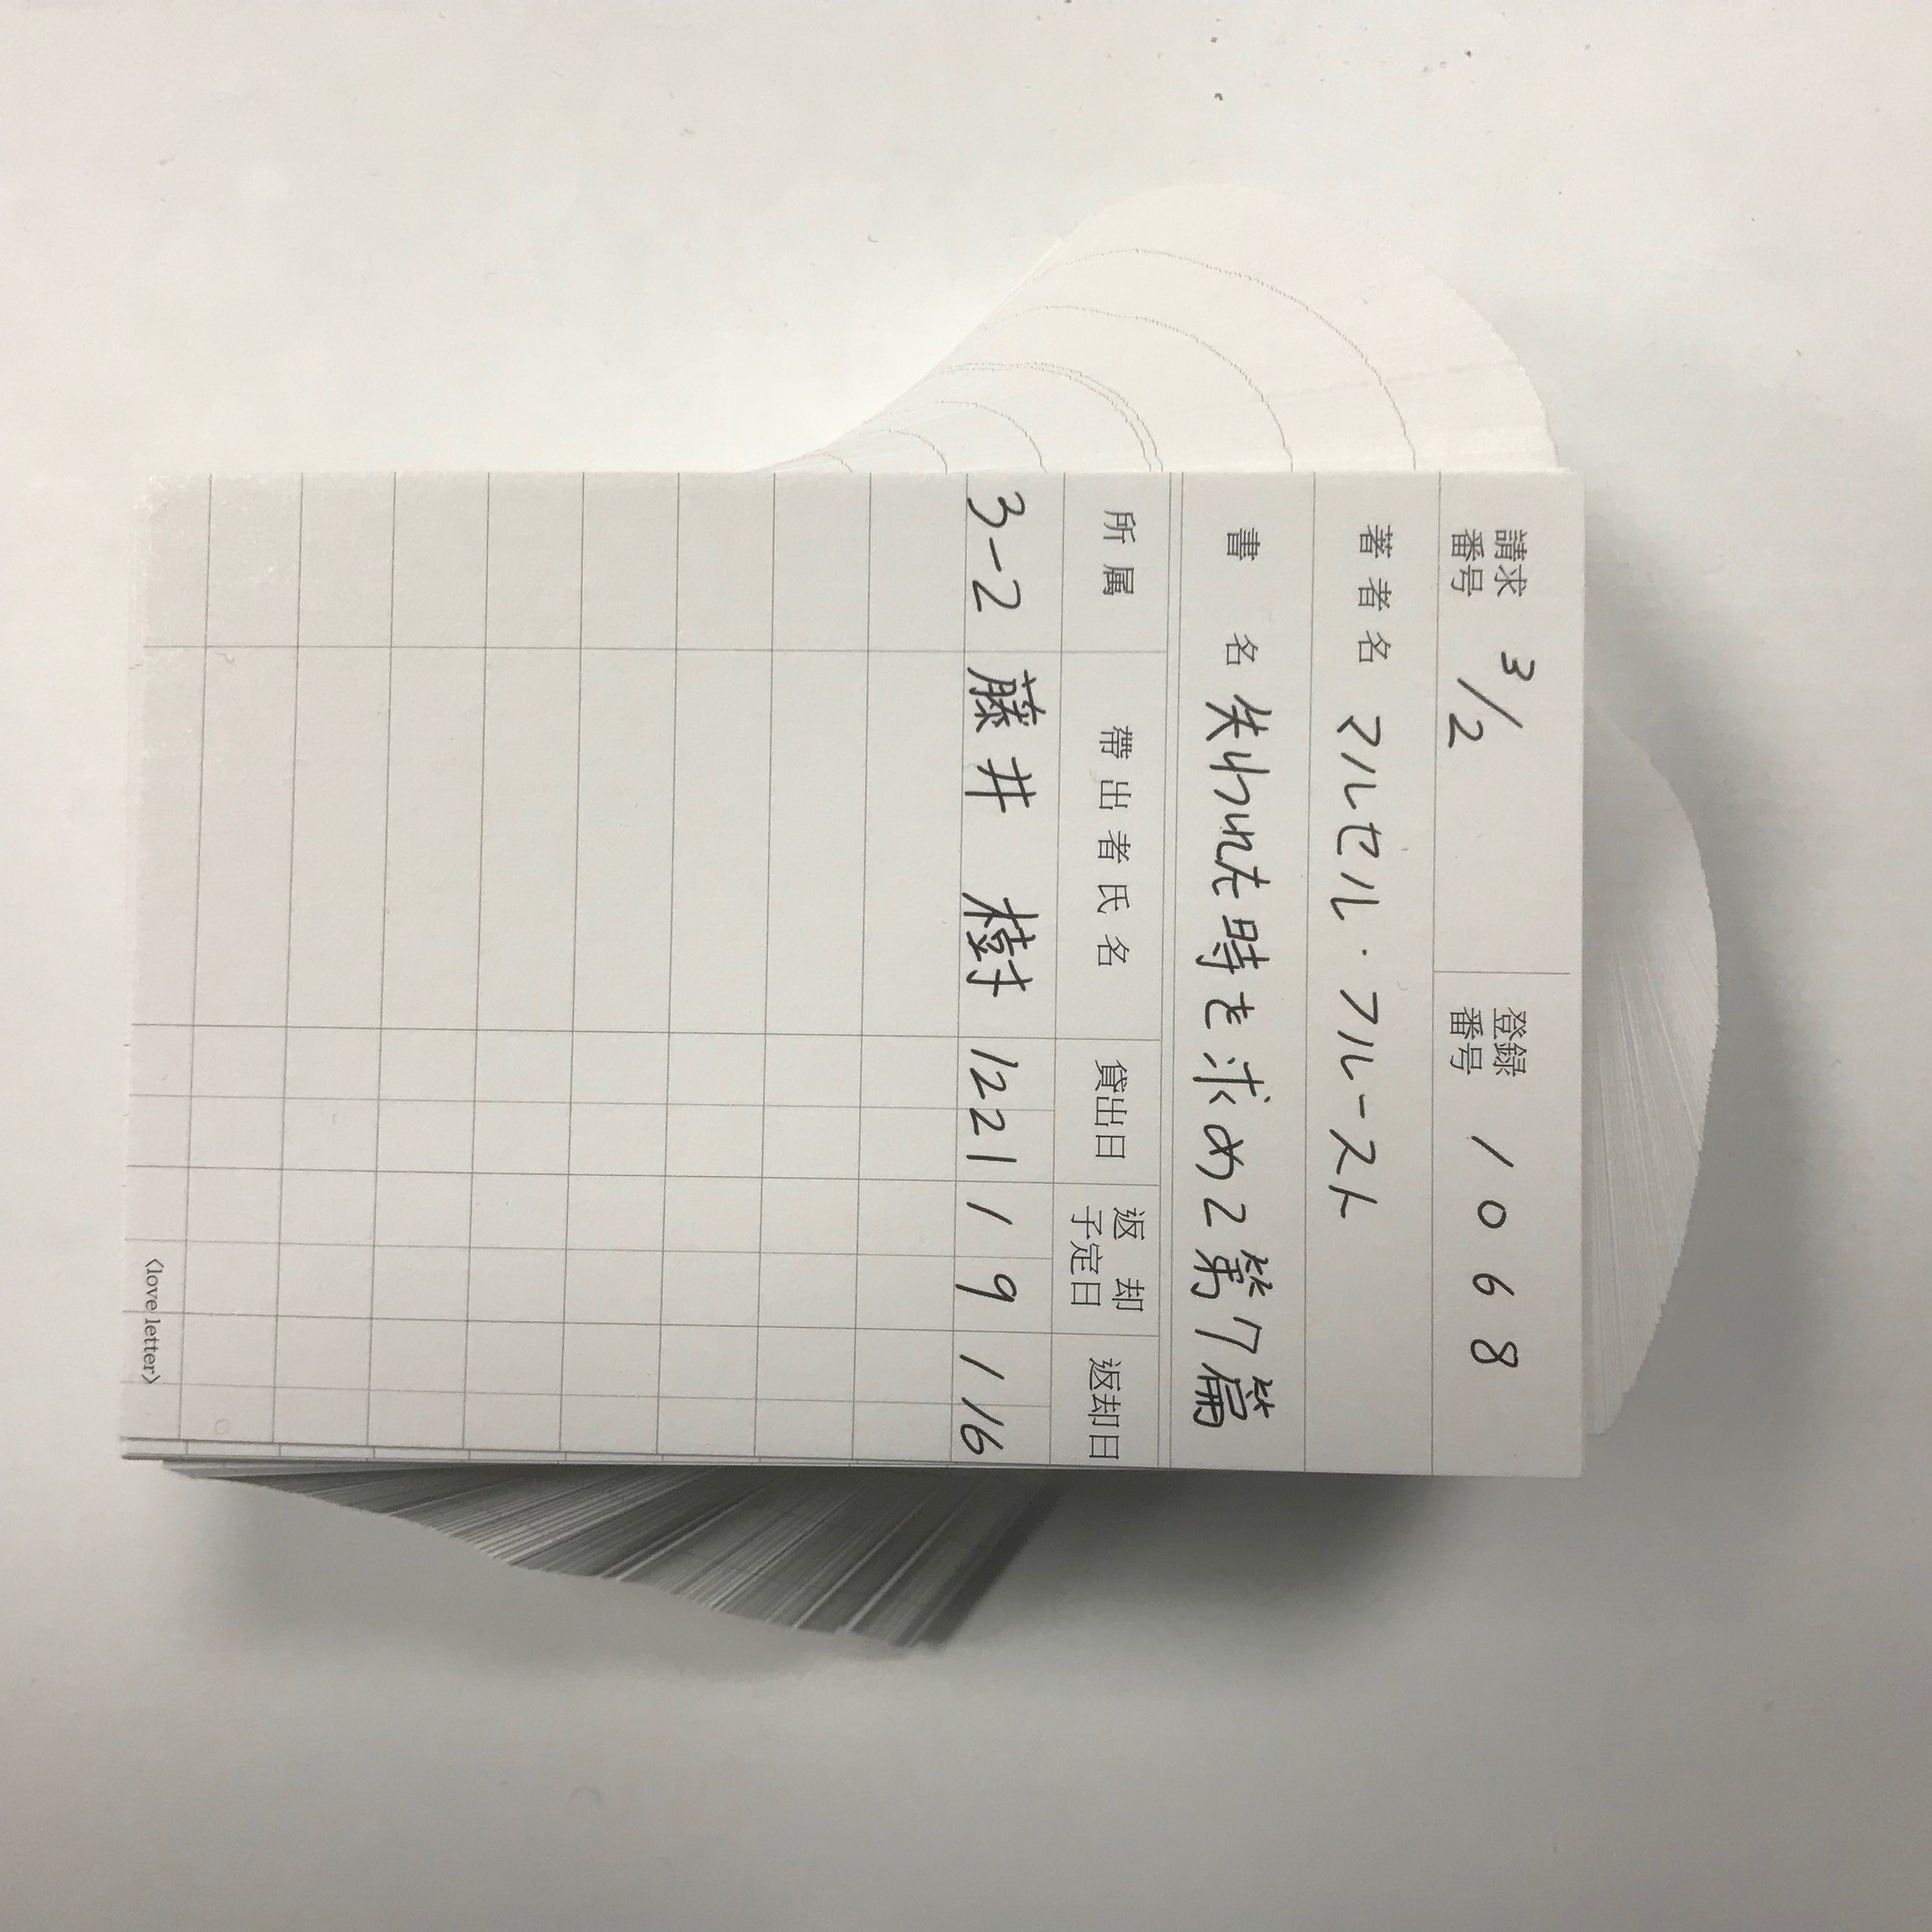 請求番号 3/2 登録番号 1068
著者名 マルセル・フルースト
書名 失われた時を求めて第7篇
所属 帯出者氏名 貸出日 返却予定日 返却日
3-2 藤井 樹 12 21 1 9 1 16
〈love letter〉